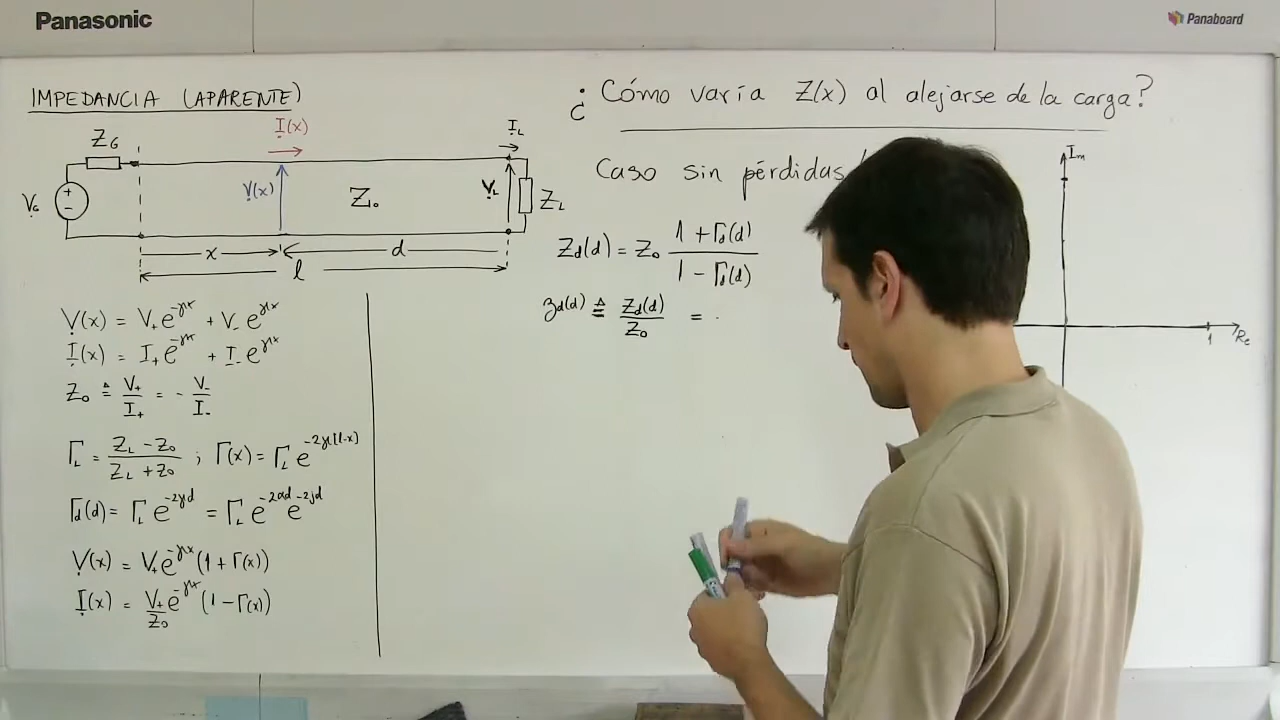 Panasonic
Panaboard
IMPEDANCIA (APARENTE)
¿Cómo varía Z(x) al alejarse de la carga?
Z_G
I(x)
I_L
V_G
+
−
V(x)
Z_0
V_L
Z_L
x
d
l
Caso sin pérdidas
Im
Re
1
Z_d(d) = Z_0 (1 + Γ_d(d)) / (1 − Γ_d(d))
z_d(d) ≜ Z_d(d) / Z_0 =
V(x) = V_+ e^{-γx} + V_- e^{γx}
I(x) = I_+ e^{-γx} + I_- e^{γx}
Z_0 ≜ V_+ / I_+ = − V_- / I_-
Γ_L = (Z_L − Z_0) / (Z_L + Z_0) ; Γ(x) = Γ_L e^{-2γ(l-x)}
Γ_d(d) = Γ_L e^{-2γd} = Γ_L e^{-2αd} e^{-2jd}
V(x) = V_+ e^{-γx} (1 + Γ(x))
I(x) = V_+ / Z_0 e^{-γx} (1 − Γ(x))